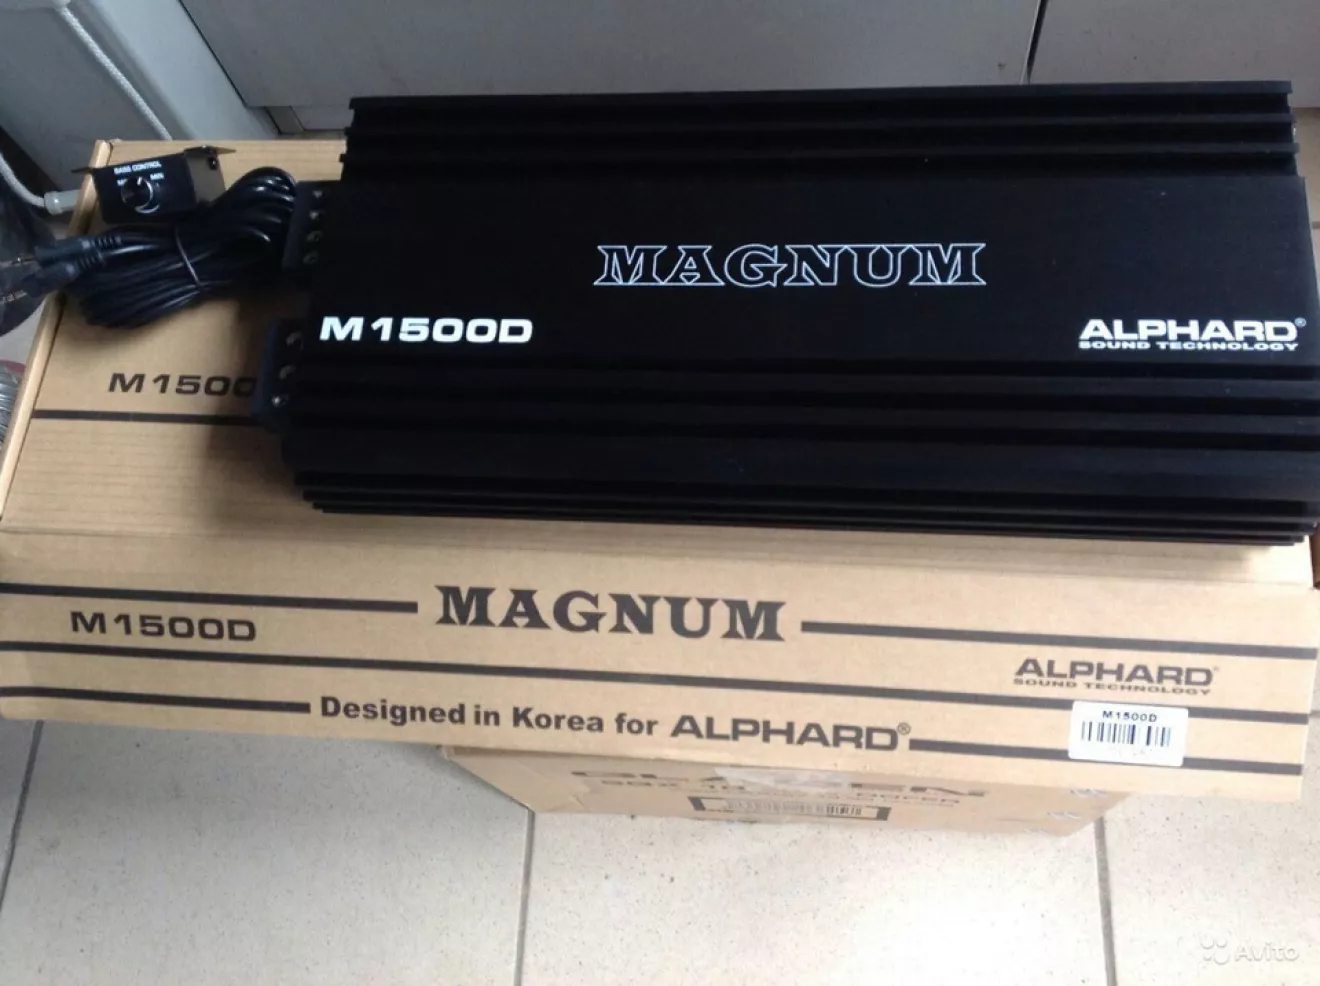 BASS CONTROL
MIN
MAGNUM
M1500D
ALPHARD®
SOUND TECHNOLOGY
M1500
MAGNUM
M1500D
ALPHARD
SOUND TECHNOLOGY
Designed in Korea for ALPHARD®
M1500D
Avito